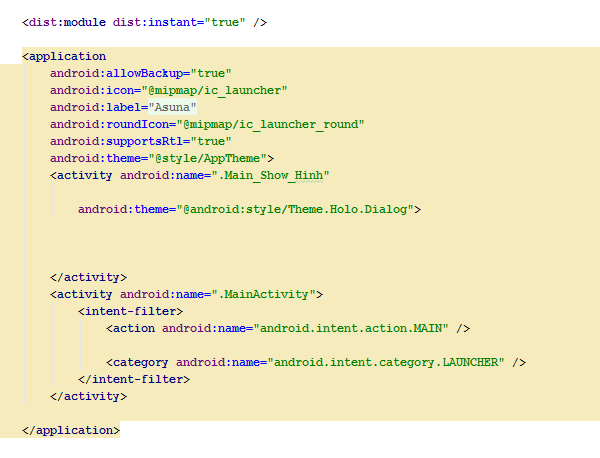 <dist:module dist:instant="true" />
<application
android:allowBackup="true"
android:icon="@mipmap/ic_launcher"
android:label="Asuna"
android:roundIcon="@mipmap/ic_launcher_round"
android:supportsRtl="true"
android:theme="@style/AppTheme">
<activity android:name=".Main_Show_Hinh"
android:theme="@android:style/Theme.Holo.Dialog">
</activity>
<activity android:name=".MainActivity">
<intent-filter>
<action android:name="android.intent.action.MAIN" />
<category android:name="android.intent.category.LAUNCHER" />
</intent-filter>
</activity>
</application>